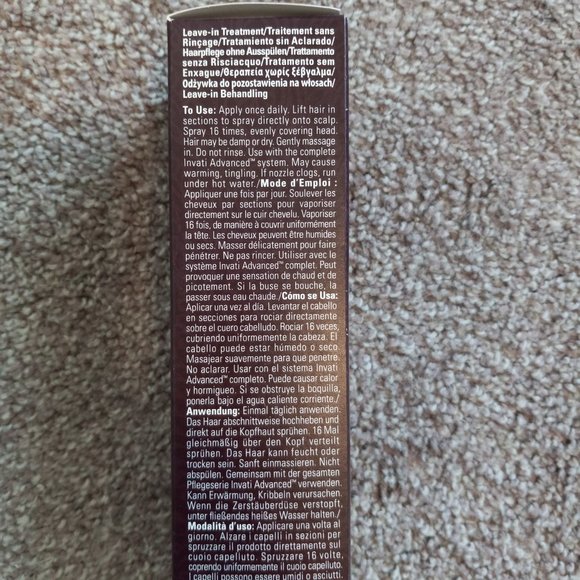 Leave-in Treatment/Traitement sans
Rinçage/Tratamiento sin Aclarado/
Haarpflege ohne Ausspülen/Trattamento
senza Risciacquo/Tratamento sem
Enxague/Θεραπεία χωρίς ξέβγαλμα/
Odżywka do pozostawienia na włosach/
Leave-in Behandling
To Use: Apply once daily. Lift hair in
sections to spray directly onto scalp.
Spray 16 times, evenly covering head.
Hair may be damp or dry. Gently massage
in. Do not rinse. Use with the complete
Invati Advanced™ system. May cause
warming, tingling. If nozzle clogs, run
under hot water./Mode d'Emploi :
Appliquer une fois par jour. Soulever les
cheveux par sections pour vaporiser
directement sur le cuir chevelu. Vaporiser
16 fois, de manière à couvrir uniformément
la tête. Les cheveux peuvent être humides
ou secs. Masser délicatement pour faire
pénétrer. Ne pas rincer. Utiliser avec le
système Invati Advanced™ complet. Peut
provoquer une sensation de chaud et de
picotement. Si la buse se bouche, la
passer sous eau chaude./Cómo se Usa:
Aplicar una vez al día. Levantar el cabello
en secciones para rociar directamente
sobre el cuero cabelludo. Rociar 16 veces,
cubriendo uniformemente la cabeza. El
cabello puede estar húmedo o seco.
Masajear suavemente para que penetre.
No aclarar. Usar con el sistema Invati
Advanced™ completo. Puede causar calor
y hormigueo. Si se obstruye la boquilla,
ponerla bajo el agua caliente corriente./
Anwendung: Einmal täglich anwenden.
Das Haar abschnittweise hochheben und
direkt auf die Kopfhaut sprühen. 16 Mal
gleichmäßig über den Kopf verteilt
sprühen. Das Haar kann feucht oder
trocken sein. Sanft einmassieren. Nicht
abspülen. Gemeinsam mit der gesamten
Pflegeserie Invati Advanced™ verwenden.
Kann Erwärmung, Kribbeln verursachen.
Wenn die Zerstäuberdüse verstopft,
unter fließendes heißes Wasser halten./
Modalità d'uso: Applicare una volta al
giorno. Alzare i capelli in sezioni per
spruzzare il prodotto direttamente sul
cuoio capelluto. Spruzzare 16 volte,
coprendo uniformemente il cuoio capelluto.
I capelli possono essere umidi o asciutti.